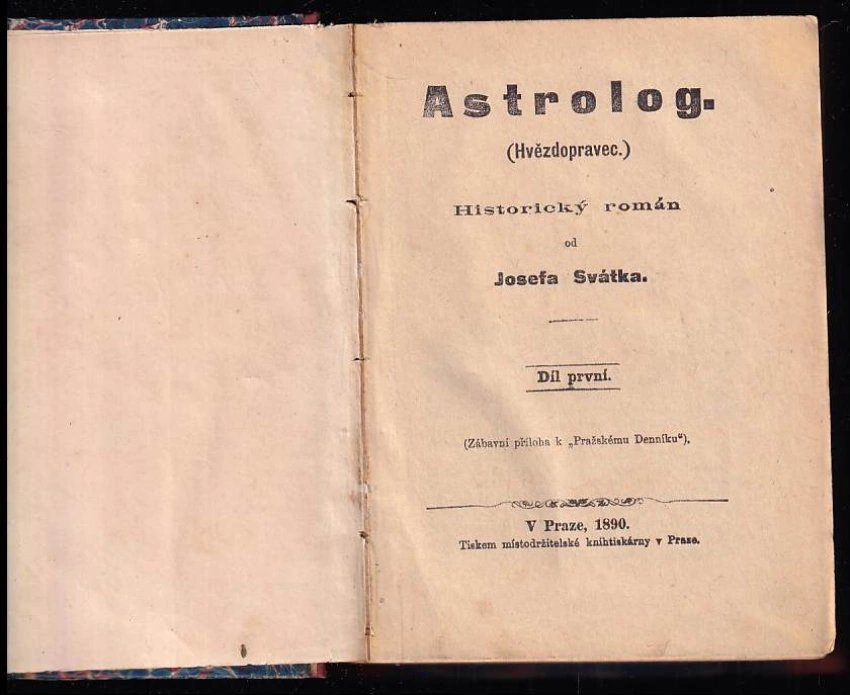 Astrolog.
(Hvězdopravec.)
Historický román
od
Josefa Svátka.
Díl první.
(Zábavní příloha k „Pražskému Denníku“).
V Praze, 1890.
Tiskem místodržitelské knihtiskárny v Praze.